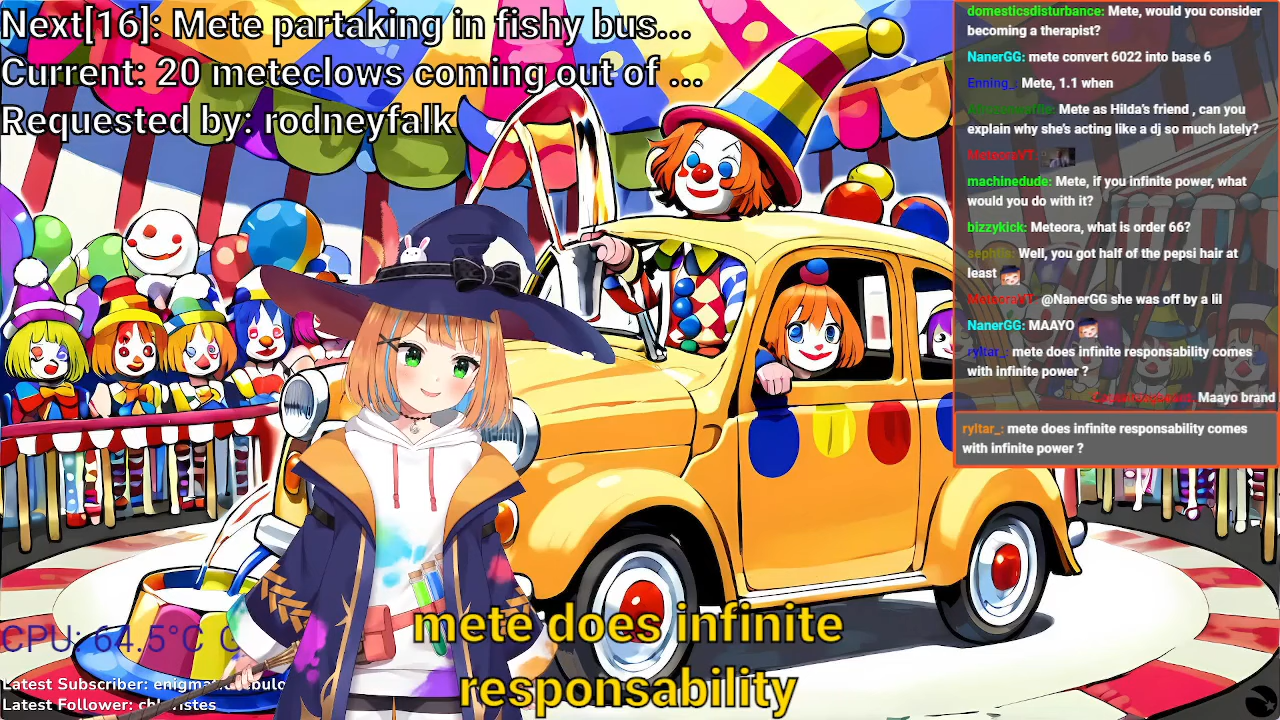 Next[16]: Mete partaking in fishy bus...
Current: 20 meteclows coming out of ...
Requested by: rodneyfalk
domesticsdisturbance: Mete, would you consider
becoming a therapist?
NanerGG: mete convert 6022 into base 6
Enning_: Mete, 1.1 when
Mete as Hilda's friend , can you
explain why she's acting like a dj so much lately?
MeteoraVT:
machinedude: Mete, if you infinite power, what
would you do with it?
bizzykick: Meteora, what is order 66?
sephtis: Well, you got half of the pepsi hair at
least
MeteoraVT: @NanerGG she was off by a lil
NanerGG: MAAYO
ryltar_: mete does infinite responsability comes
with infinite power ?
Maayo brand
ryltar_: mete does infinite responsability comes
with infinite power ?
mete does infinite
responsability
CPU: 64.5°C
Latest Subscriber:
Latest Follower: